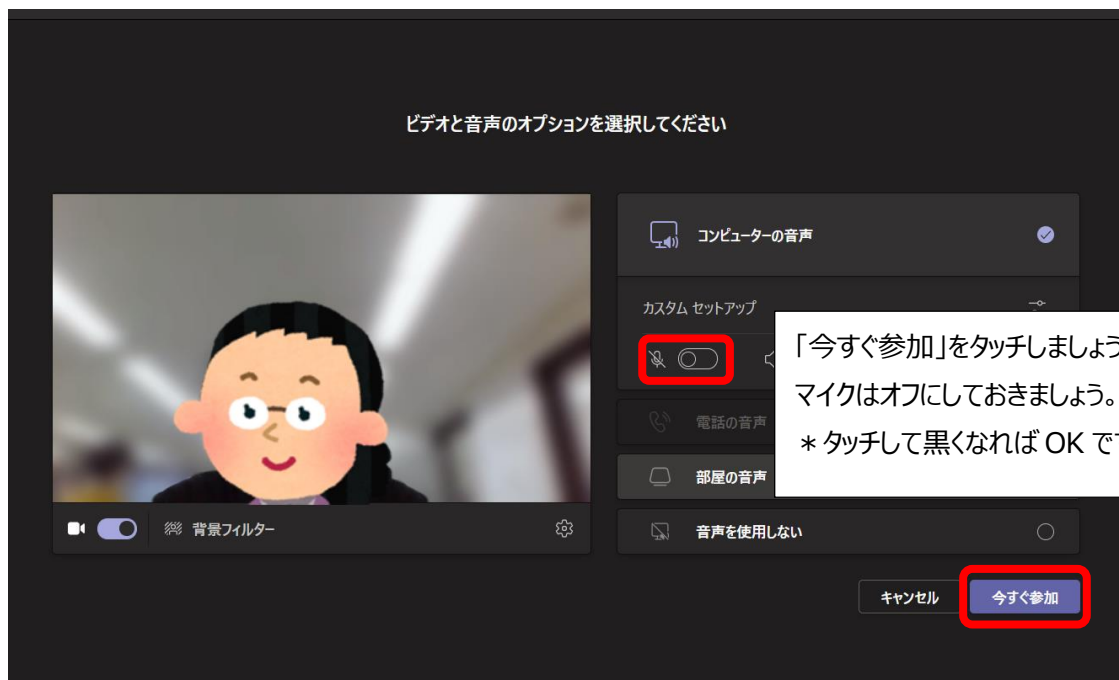 ビデオと音声のオプションを選択してください
コンピューターの音声
カスタム セットアップ
電話の音声
部屋の音声
音声を使用しない
背景フィルター
キャンセル
今すぐ参加
「今すぐ参加」をタッチしましょう
マイクはオフにしておきましょう。
＊タッチして黒くなれば OK で